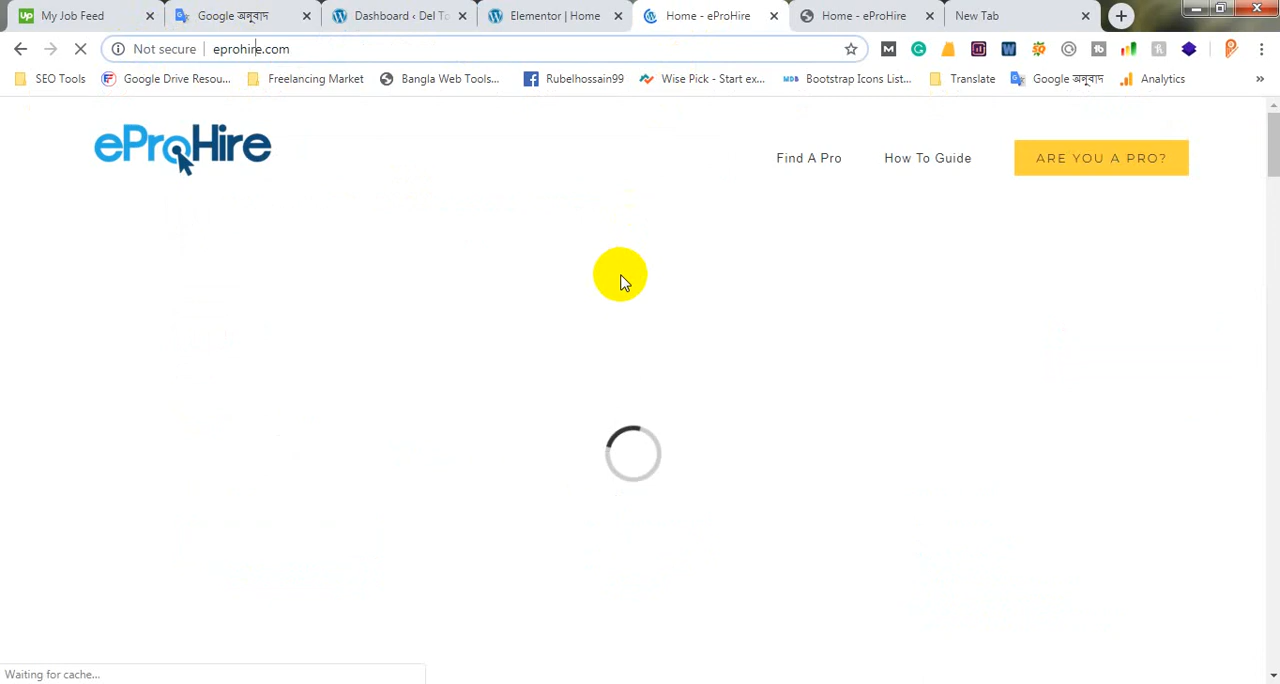 My Job Feed
Google অনুবাদ
Dashboard ‹ Del To
Elementor | Home
Home - eProHire
Home - eProHire
New Tab
Not secure | eprohire.com
SEO Tools
Google Drive Resou...
Freelancing Market
Bangla Web Tools...
Rubelhossain99
Wise Pick - Start ex...
Bootstrap Icons List...
Translate
Google অনুবাদ
Analytics
eProHire
Find A Pro
How To Guide
ARE YOU A PRO?
Waiting for cache...